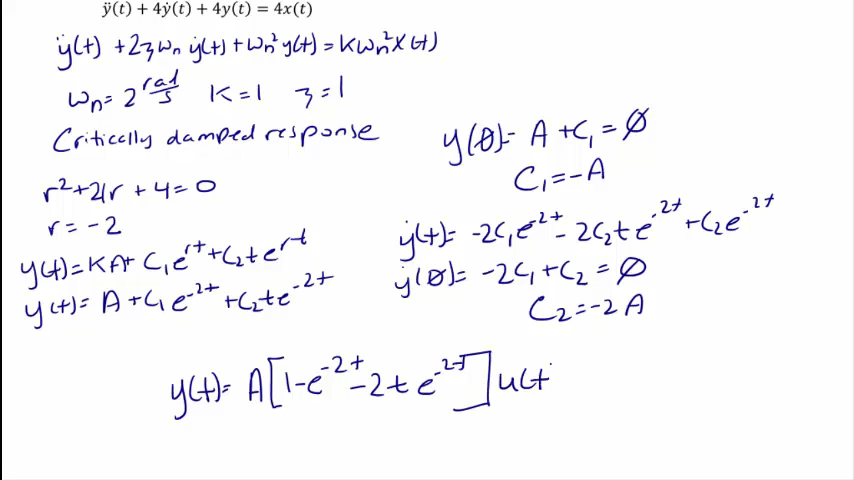 ÿ(t) + 4ẏ(t) + 4y(t) = 4x(t)
ÿ(t) + 2ζωn ẏ(t) + ωn² y(t) = kωn² x(t)
ωn = 2 rad/s k = 1 ζ = 1
Critically damped response
r² + 4r + 4 = 0
r = -2
y(t) = KA + C₁e^rt + C₂te^rt
y(t) = A + C₁e^-2t + C₂te^-2t
y(0) = A + C₁ = 0
C₁ = -A
ẏ(t) = -2C₁e^-2t - 2C₂te^-2t + C₂e^-2t
ẏ(0) = -2C₁ + C₂ = 0
C₂ = -2A
y(t) = A[1-e^-2t - 2te^-2t] u(t